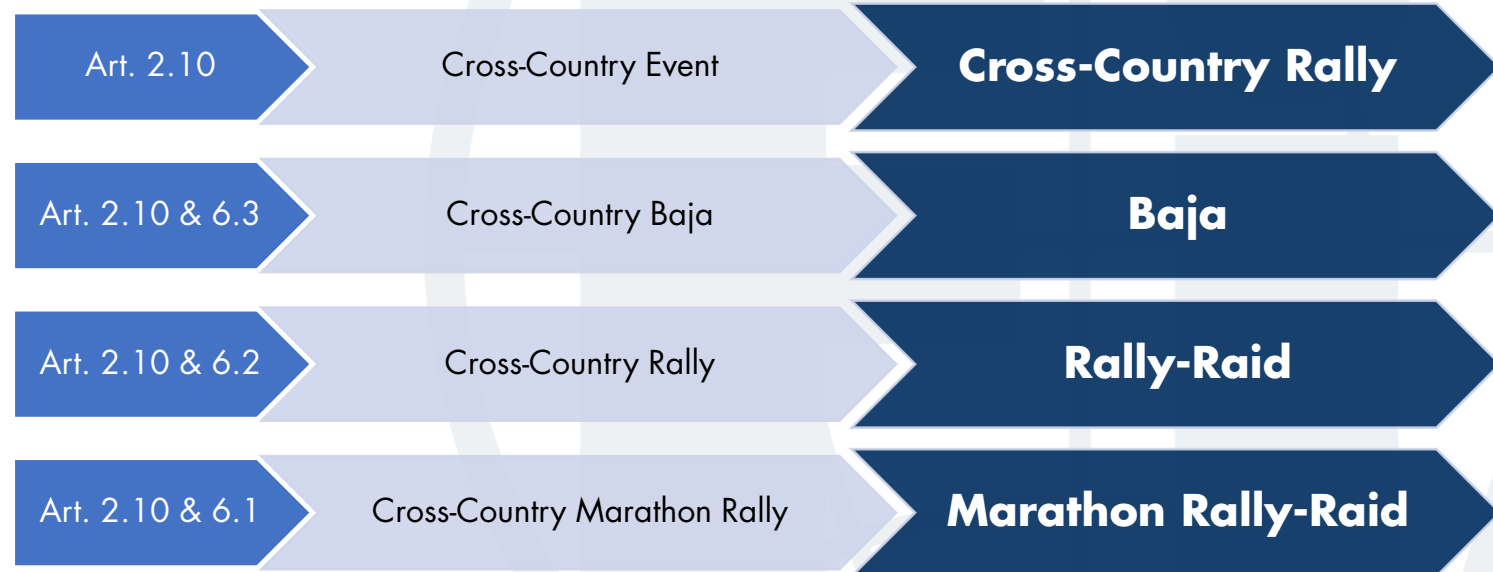 Art. 2.10
Cross-Country Event
Cross-Country Rally
Art. 2.10 & 6.3
Cross-Country Baja
Baja
Art. 2.10 & 6.2
Cross-Country Rally
Rally-Raid
Art. 2.10 & 6.1
Cross-Country Marathon Rally
Marathon Rally-Raid